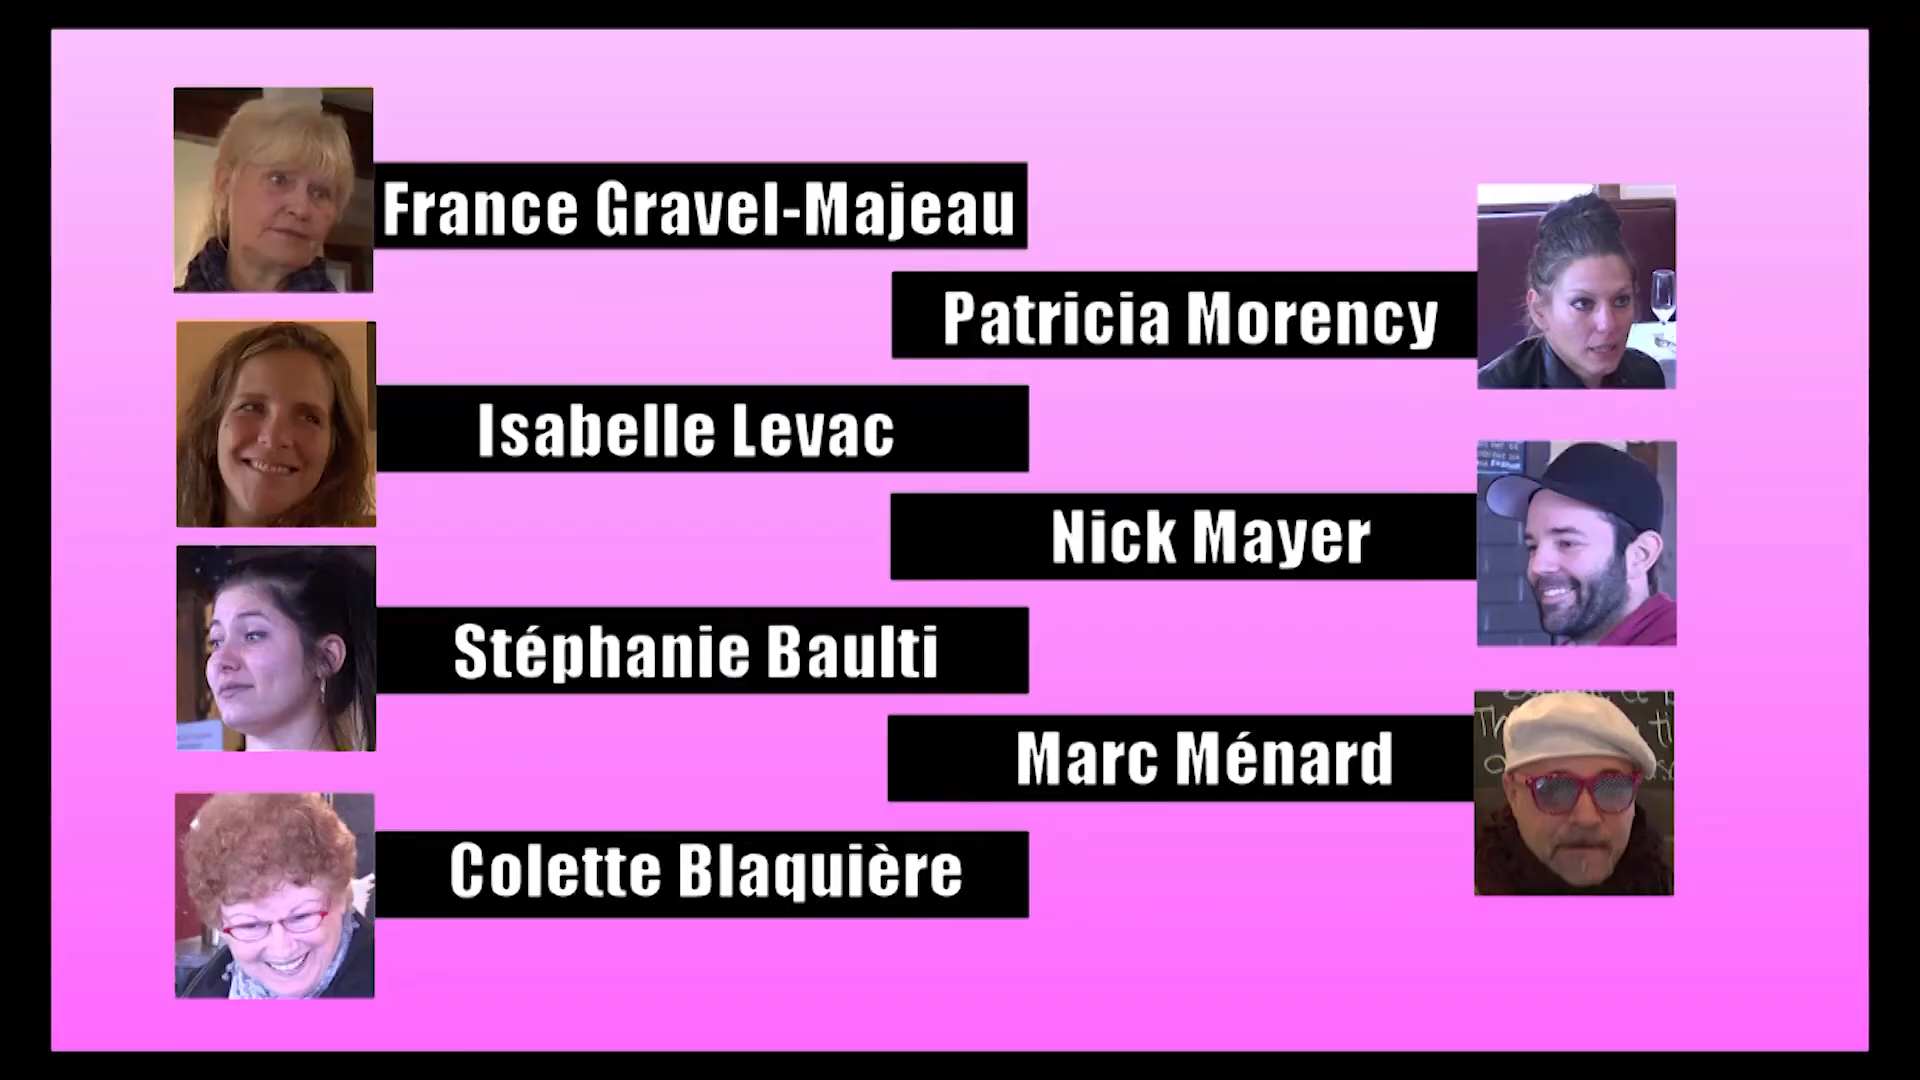 France Gravel-Majeau
Patricia Morency
Isabelle Levac
Nick Mayer
Stéphanie Baulti
Marc Ménard
Colette Blaquière